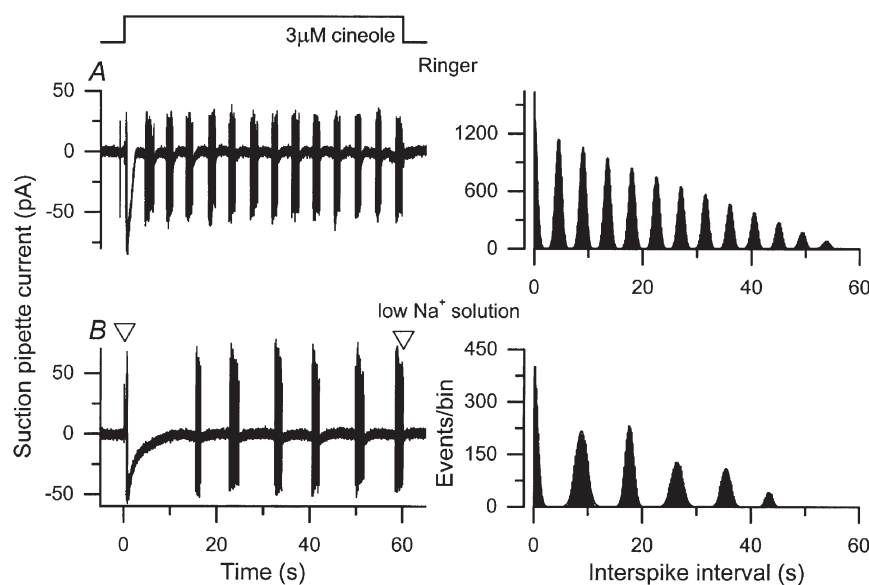 3µM cineole
A
Ringer
50
0
-50
1200
600
0
0
20
40
60
Suction pipette current (pA)
B
low Na⁺ solution
50
0
-50
Events/bin
450
300
150
0
0
20
40
60
Time (s)
0
20
40
60
Interspike interval (s)